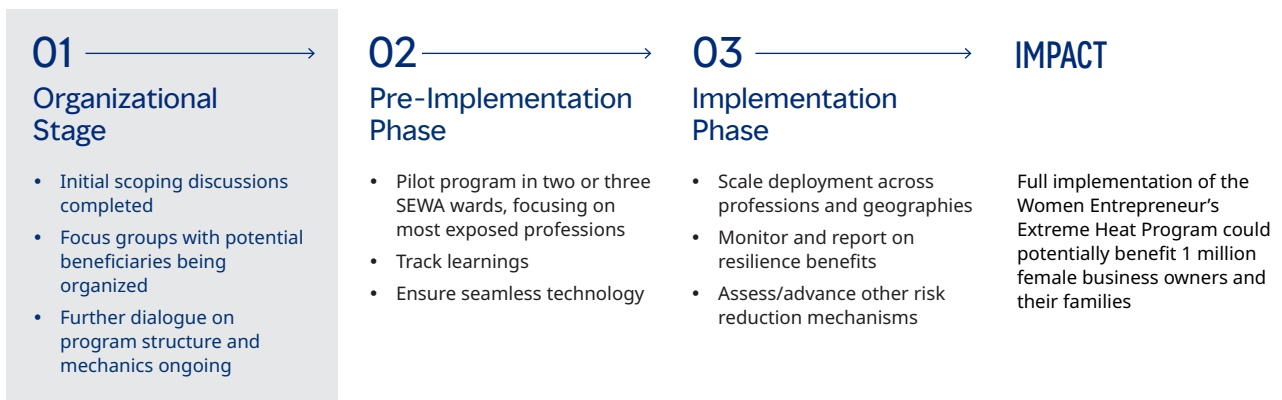 01
Organizational
Stage
• Initial scoping discussions
completed
• Focus groups with potential
beneficiaries being
organized
• Further dialogue on
program structure and
mechanics ongoing
02
Pre-Implementation
Phase
• Pilot program in two or three
SEWA wards, focusing on
most exposed professions
• Track learnings
• Ensure seamless technology
03
Implementation
Phase
• Scale deployment across
professions and geographies
• Monitor and report on
resilience benefits
• Assess/advance other risk
reduction mechanisms
IMPACT
Full implementation of the
Women Entrepreneur’s
Extreme Heat Program could
potentially benefit 1 million
female business owners and
their families